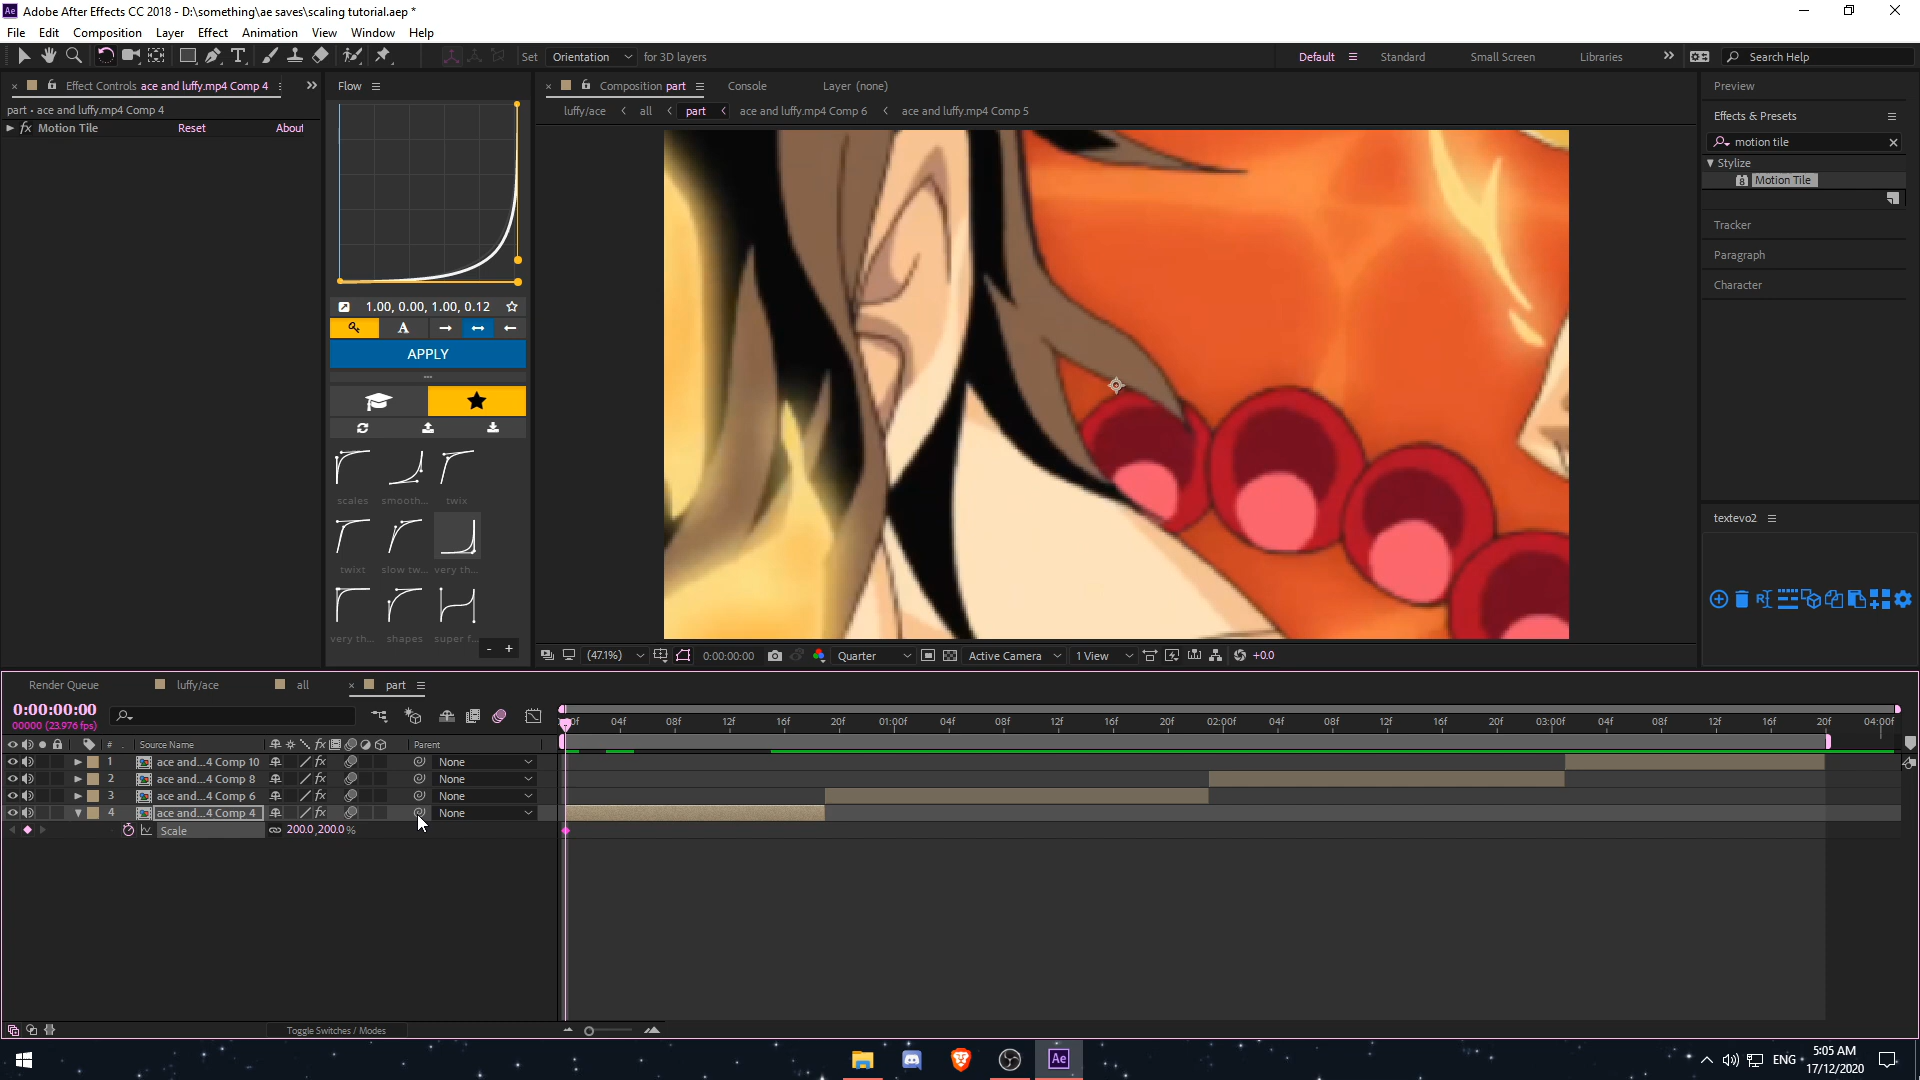 Adobe After Effects CC 2018 - D:\something\ae saves\scaling tutorial.aep *
File Edit Composition Layer Effect Animation View Window Help
Set Orientation for 3D layers Default Standard Small Screen Libraries Search Help
Effect Controls ace and luffy.mp4 Comp 4
part • ace and luffy.mp4 Comp 4
fx Motion Tile Reset About
Flow
1.00, 0.00, 1.00, 0.12
A
APPLY
scales smooth... twix
twixt slow tw... very th...
very th... shapes super f...
- +
Composition part Console Layer (none)
luffy/ace all part ace and luffy.mp4 Comp 6 ace and luffy.mp4 Comp 5
(47.1%) 0:00:00:00 Quarter Active Camera 1 View +0.0
Preview
Effects & Presets
motion tile
Stylize
8 Motion Tile
Tracker
Paragraph
Character
textevo2
Render Queue luffy/ace all part
0:00:00:00
00000 (23.976 fps)
04f 08f 12f 16f 20f 01:00f 04f 08f 12f 16f 20f 02:00f 04f 08f 12f 16f 20f 03:00f 04f 08f 12f 16f 20f 04:00f
# Source Name fx Parent
1 ace and...4 Comp 10 fx None
2 ace and...4 Comp 8 fx None
3 ace and...4 Comp 6 fx None
4 ace and...4 Comp 4 fx None
Scale 200.0,200.0%
Toggle Switches / Modes
Ae ENG 5:05 AM
17/12/2020